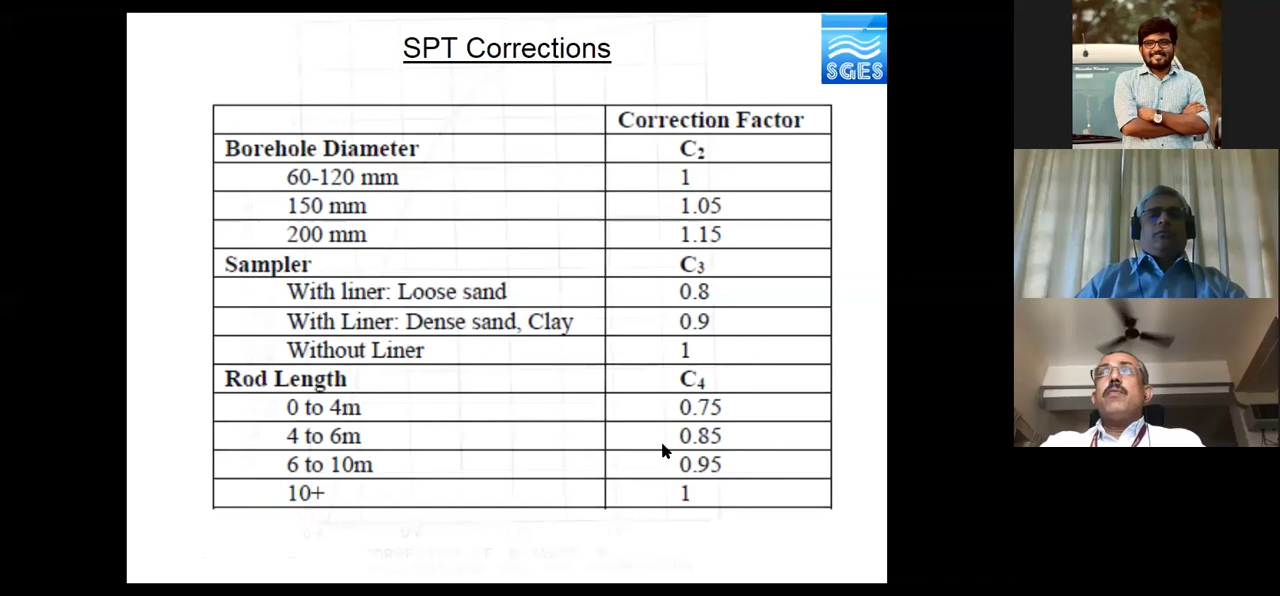 SPT Corrections
SGES
Correction Factor
Borehole Diameter C₂
60-120 mm 1
150 mm 1.05
200 mm 1.15
Sampler C₃
With liner: Loose sand 0.8
With Liner: Dense sand, Clay 0.9
Without Liner 1
Rod Length C₄
0 to 4m 0.75
4 to 6m 0.85
6 to 10m 0.95
10+ 1